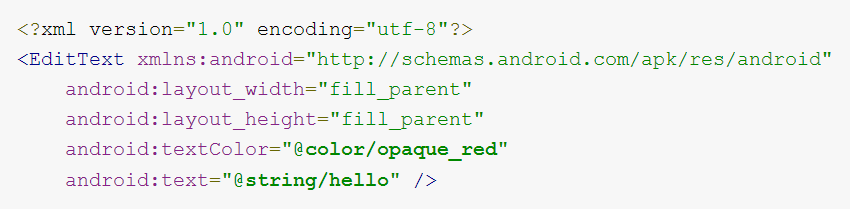 <?xml version="1.0" encoding="utf-8"?>
<EditText xmlns:android="http://schemas.android.com/apk/res/android"
    android:layout_width="fill_parent"
    android:layout_height="fill_parent"
    android:textColor="@color/opaque_red"
    android:text="@string/hello" />